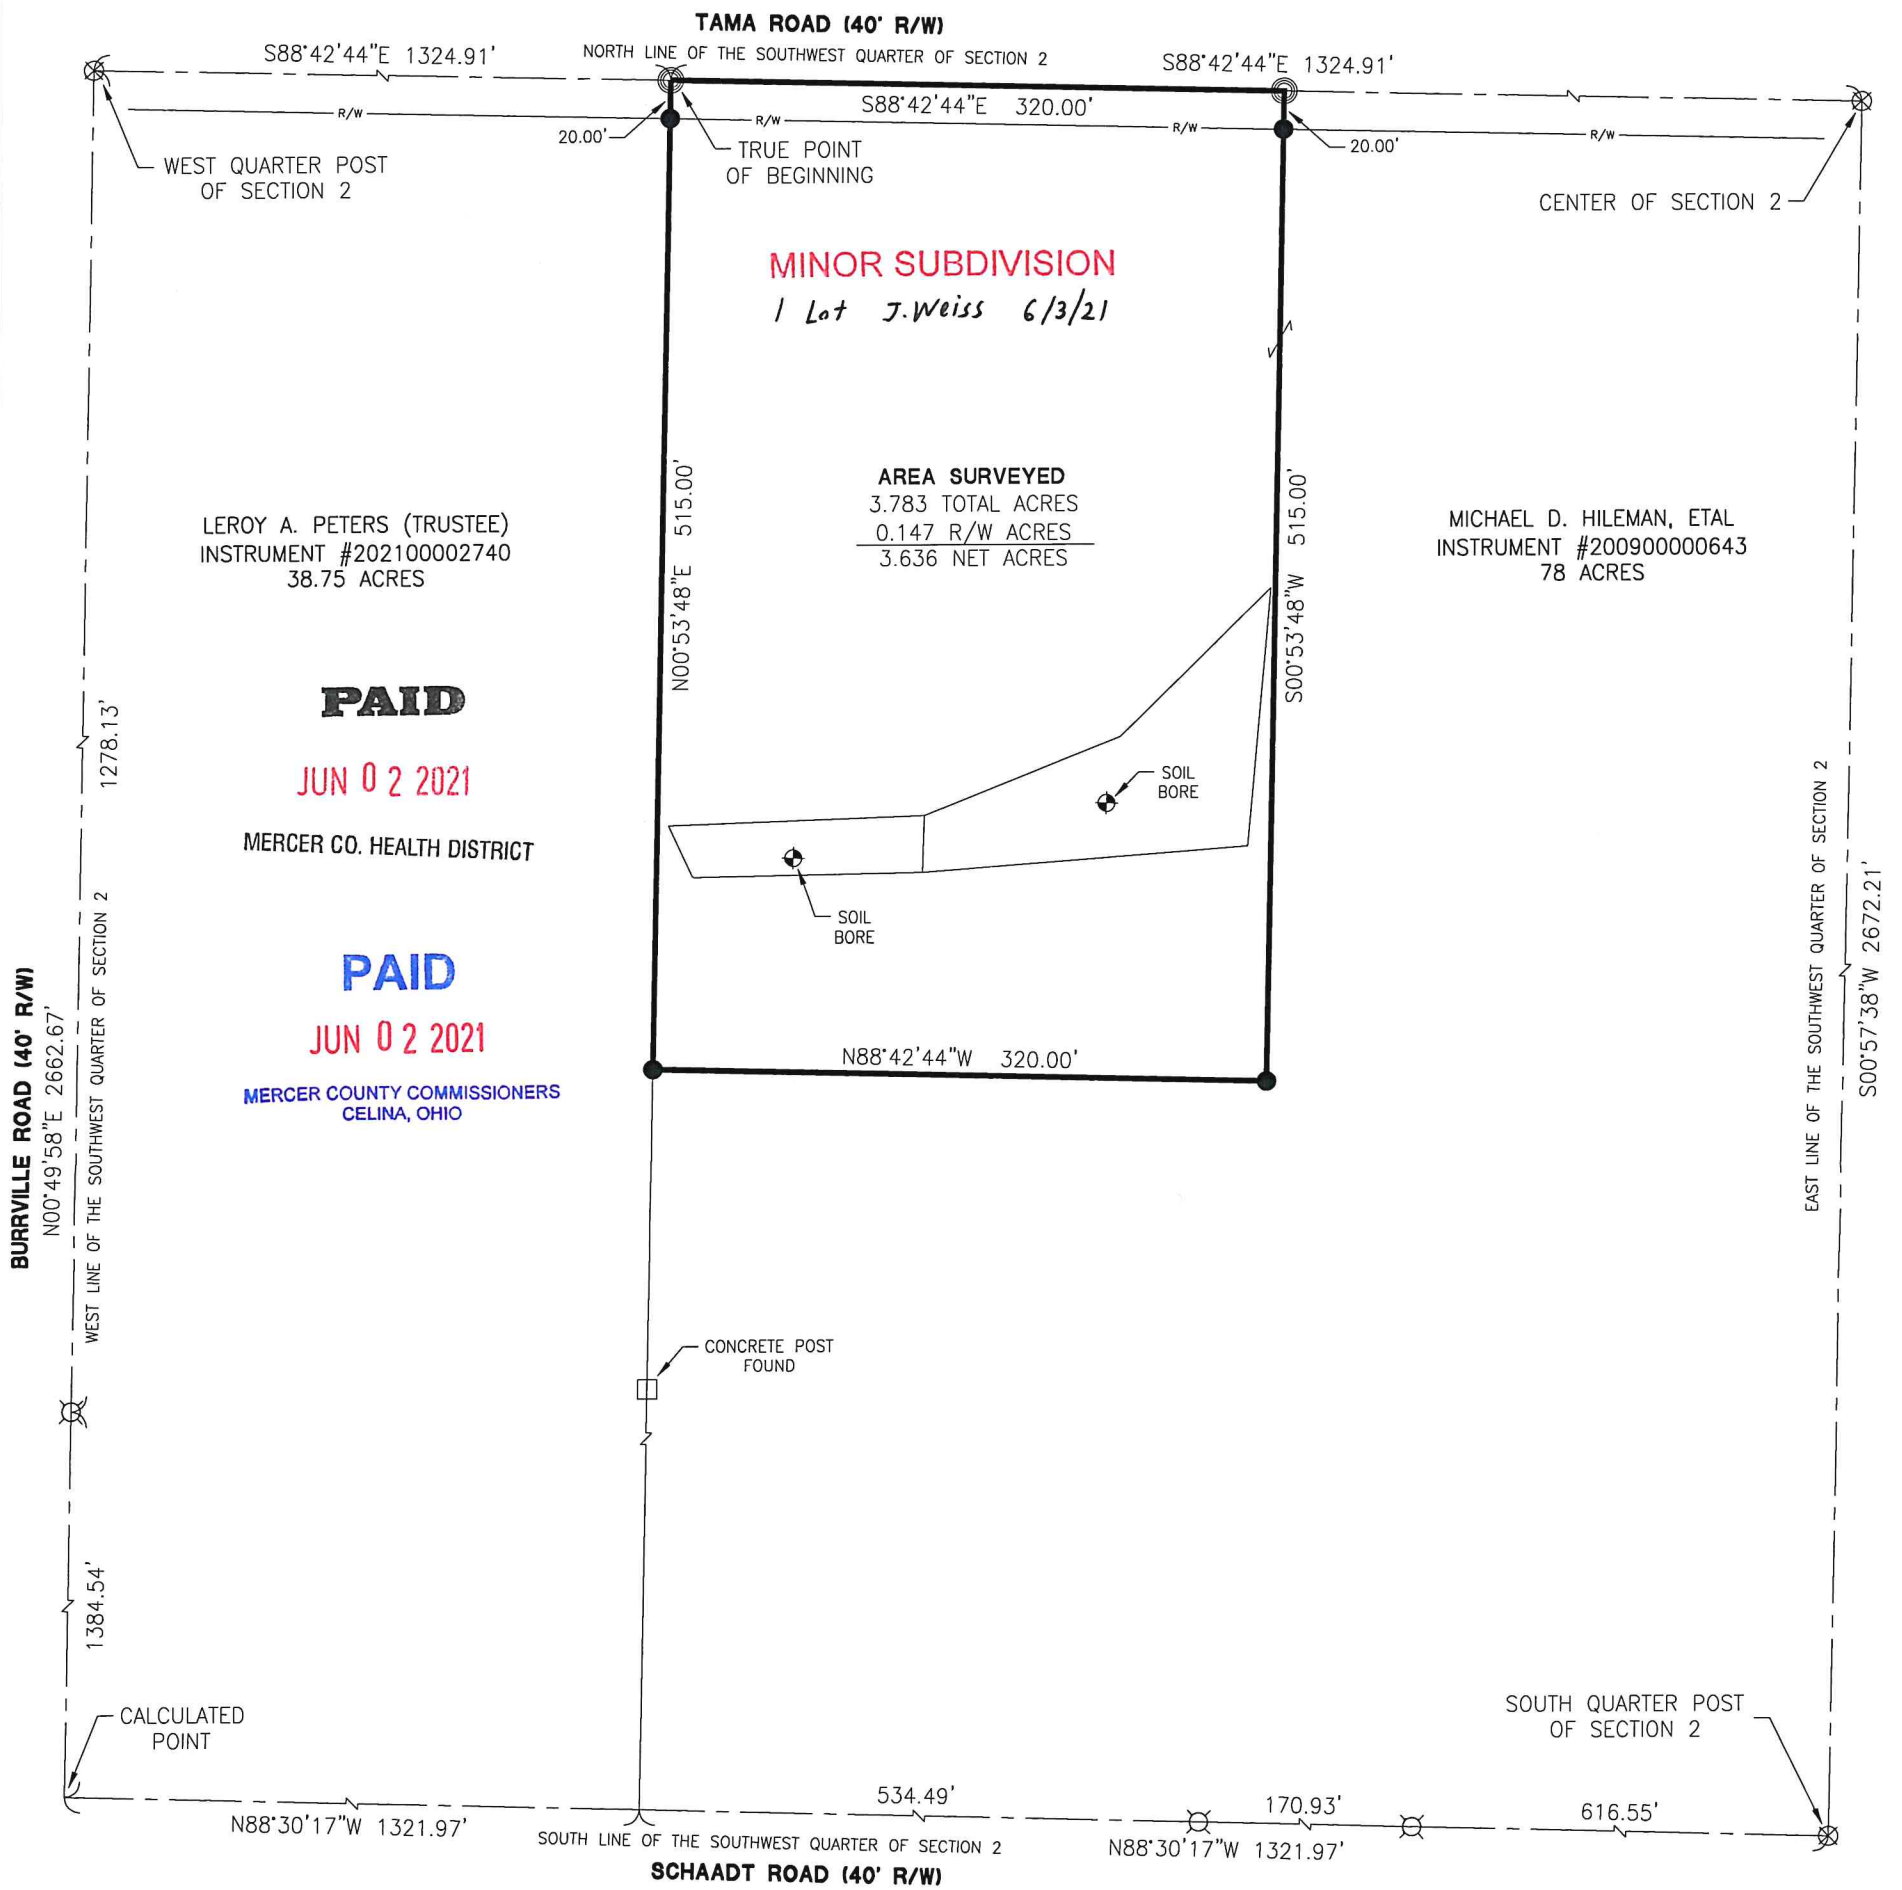 TAMA ROAD (40' R/W)
S88°42'44"E 1324.91'
NORTH LINE OF THE SOUTHWEST QUARTER OF SECTION 2
S88°42'44"E 1324.91'
S88°42'44"E 320.00'
R/W
R/W
R/W
R/W
20.00'
20.00'
WEST QUARTER POST
OF SECTION 2
TRUE POINT
OF BEGINNING
CENTER OF SECTION 2
MINOR SUBDIVISION
1 Lot J. Weiss 6/3/21
AREA SURVEYED
3.783 TOTAL ACRES
0.147 R/W ACRES
3.636 NET ACRES
N00°53'48"E 515.00'
S00°53'48"W 515.00'
LEROY A. PETERS (TRUSTEE)
INSTRUMENT #202100002740
38.75 ACRES
MICHAEL D. HILEMAN, ETAL
INSTRUMENT #200900000643
78 ACRES
PAID
JUN 02 2021
MERCER CO. HEALTH DISTRICT
1278.13'
SOIL
BORE
SOIL
BORE
PAID
JUN 02 2021
MERCER COUNTY COMMISSIONERS
CELINA, OHIO
N88°42'44"W 320.00'
BURRVILLE ROAD (40' R/W)
N00°49'58"E 2662.67'
WEST LINE OF THE SOUTHWEST QUARTER OF SECTION 2
EAST LINE OF THE SOUTHWEST QUARTER OF SECTION 2
S00°57'38"W 2672.21'
CONCRETE POST
FOUND
1384.54'
CALCULATED
POINT
SOUTH QUARTER POST
OF SECTION 2
534.49'
170.93'
616.55'
N88°30'17"W 1321.97'
SOUTH LINE OF THE SOUTHWEST QUARTER OF SECTION 2
N88°30'17"W 1321.97'
SCHAADT ROAD (40' R/W)